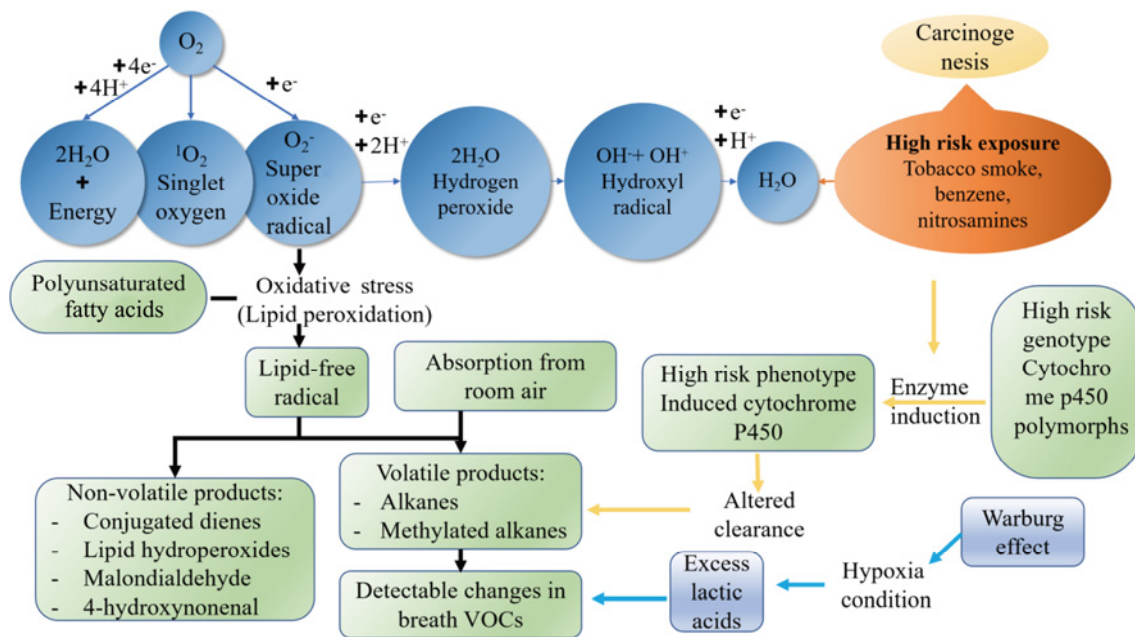 O₂
+4e⁻
+4H⁺
+e⁻
2H₂O
+
Energy
¹O₂
Singlet
oxygen
O₂⁻
Super
oxide
radical
+e⁻
+2H⁺
2H₂O
Hydrogen
peroxide
OH⁻+ OH⁺
Hydroxyl
radical
+e⁻
+H⁺
H₂O
Carcinoge
nesis
High risk exposure
Tobacco smoke,
benzene,
nitrosamines
Polyunsaturated
fatty acids
Oxidative stress
(Lipid peroxidation)
Lipid-free
radical
Absorption from
room air
High risk phenotype
Induced cytochrome
P450
Enzyme
induction
High risk
genotype
Cytochro
me p450
polymorphs
Non-volatile products:
- Conjugated dienes
- Lipid hydroperoxides
- Malondialdehyde
- 4-hydroxynonenal
Volatile products:
- Alkanes
- Methylated alkanes
Altered
clearance
Detectable changes in
breath VOCs
Excess
lactic
acids
Hypoxia
condition
Warburg
effect